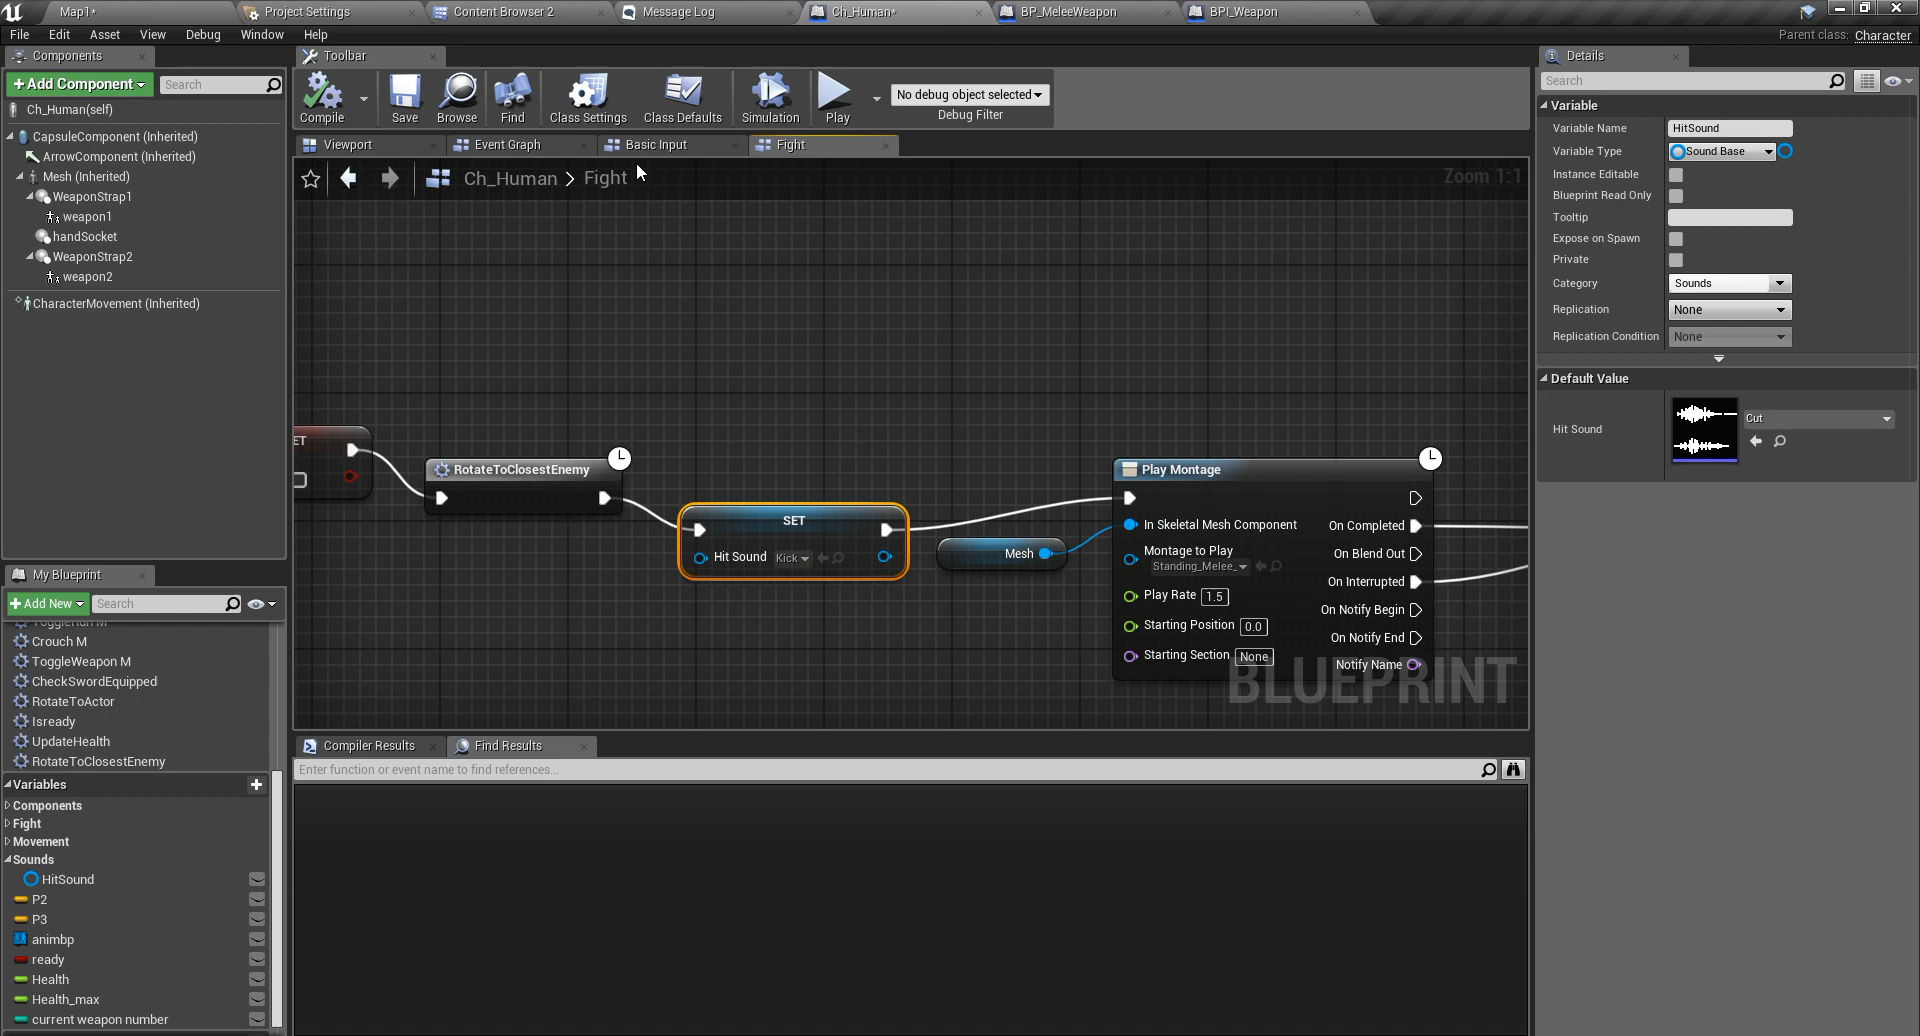 Map1*
Project Settings
Content Browser 2
Message Log
Ch_Human*
BP_MeleeWeapon
BPI_Weapon
File
Edit
Asset
View
Debug
Window
Help
Parent class:
Character
Components
+Add Component
Search
Ch_Human(self)
CapsuleComponent (Inherited)
ArrowComponent (Inherited)
Mesh (Inherited)
WeaponStrap1
weapon1
handSocket
WeaponStrap2
weapon2
CharacterMovement (Inherited)
My Blueprint
+Add New
Search
ToggleRun M
Crouch M
ToggleWeapon M
CheckSwordEquipped
RotateToActor
Isready
UpdateHealth
RotateToClosestEnemy
Variables
Components
Fight
Movement
Sounds
HitSound
P2
P3
animbp
ready
Health
Health_max
current weapon number
Toolbar
Compile
Save
Browse
Find
Class Settings
Class Defaults
Simulation
Play
No debug object selected
Debug Filter
Viewport
Event Graph
Basic Input
Fight
Ch_Human > Fight
Zoom 1:1
ET
RotateToClosestEnemy
SET
Hit Sound
Kick
Mesh
Play Montage
In Skeletal Mesh Component
Montage to Play
Standing_Melee_
Play Rate
1.5
Starting Position
0.0
Starting Section
None
On Completed
On Blend Out
On Interrupted
On Notify Begin
On Notify End
Notify Name
BLUEPRINT
Compiler Results
Find Results
Enter function or event name to find references...
Details
Search
Variable
Variable Name
HitSound
Variable Type
Sound Base
Instance Editable
Blueprint Read Only
Tooltip
Expose on Spawn
Private
Category
Sounds
Replication
None
Replication Condition
None
Default Value
Hit Sound
Cut